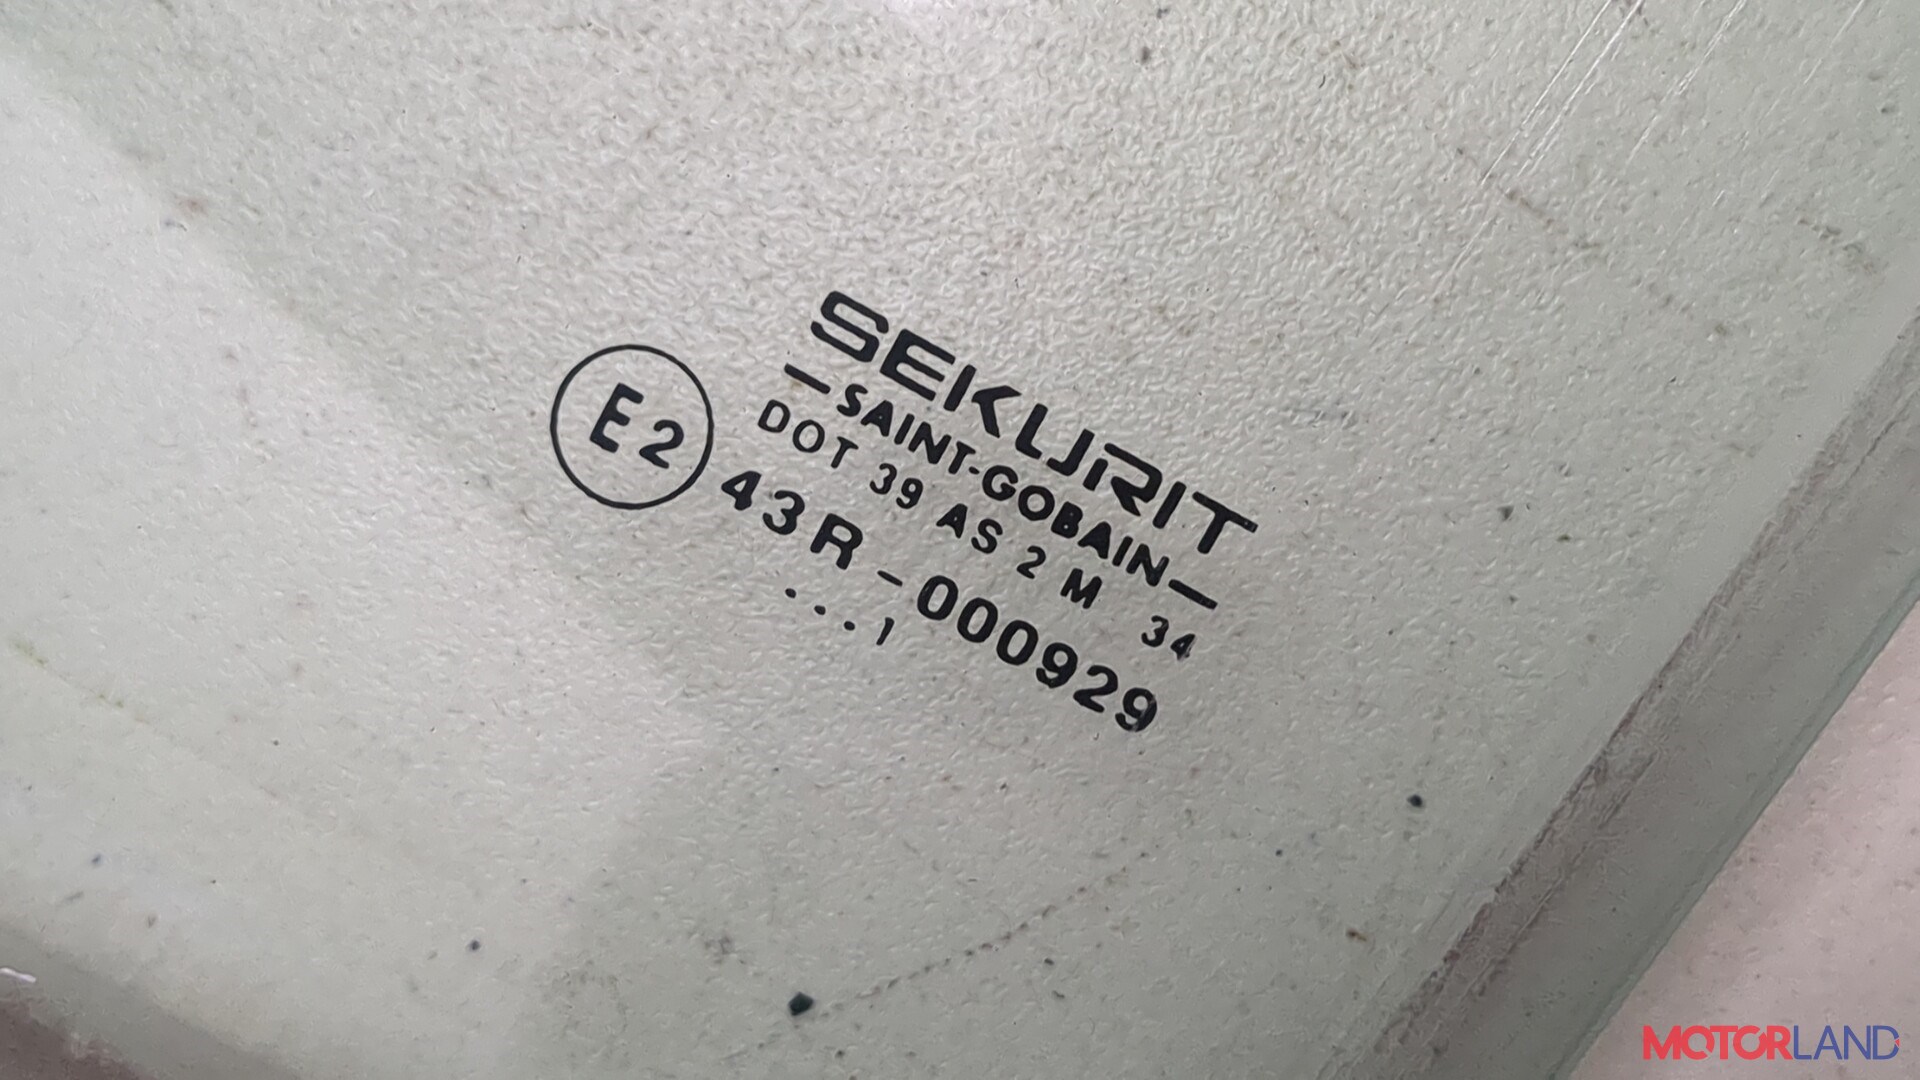 SEKURIT
—SAINT-GOBAIN—
DOT 39 AS 2 M 34
E2 43R-000929
...1
MOTORLAND